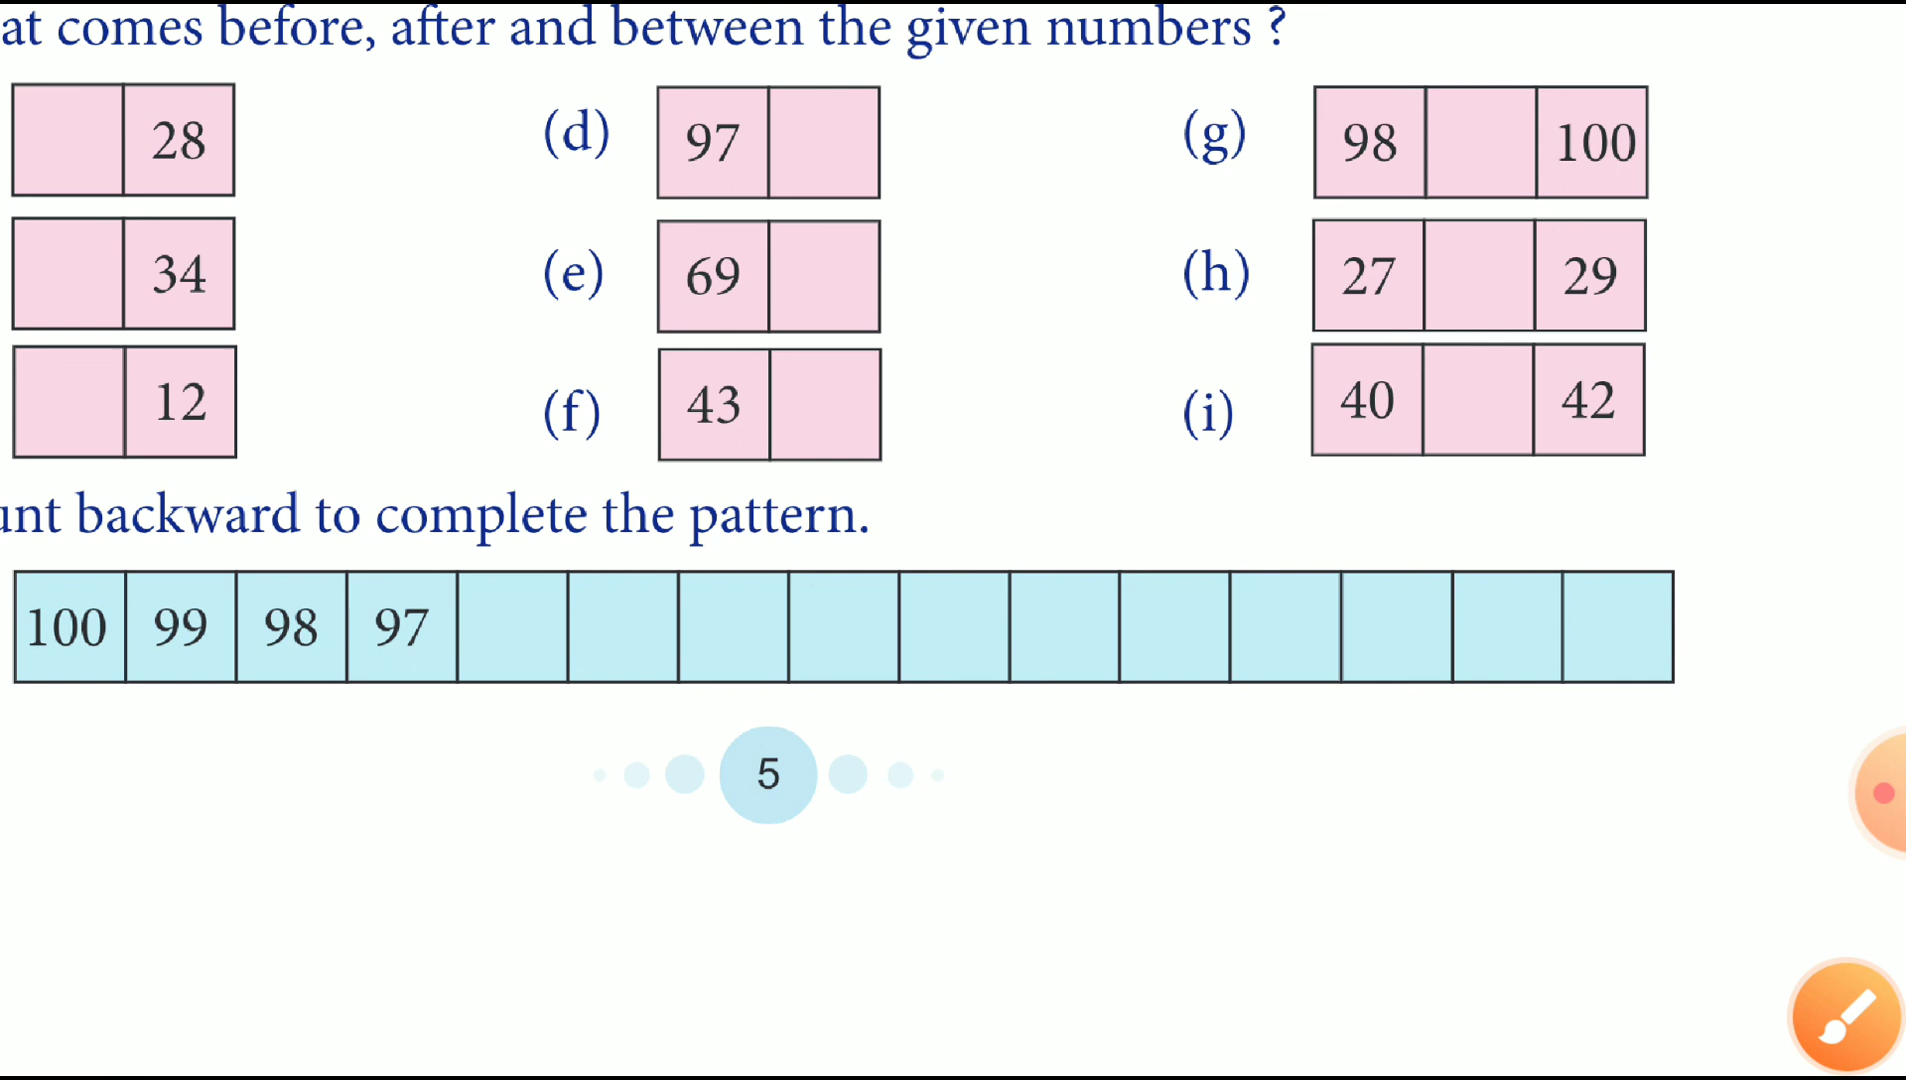 at comes before, after and between the given numbers ?
28 (d) 97 (g) 98 100
34 (e) 69 (h) 27 29
12 (f) 43 (i) 40 42
unt backward to complete the pattern.
100 99 98 97
5